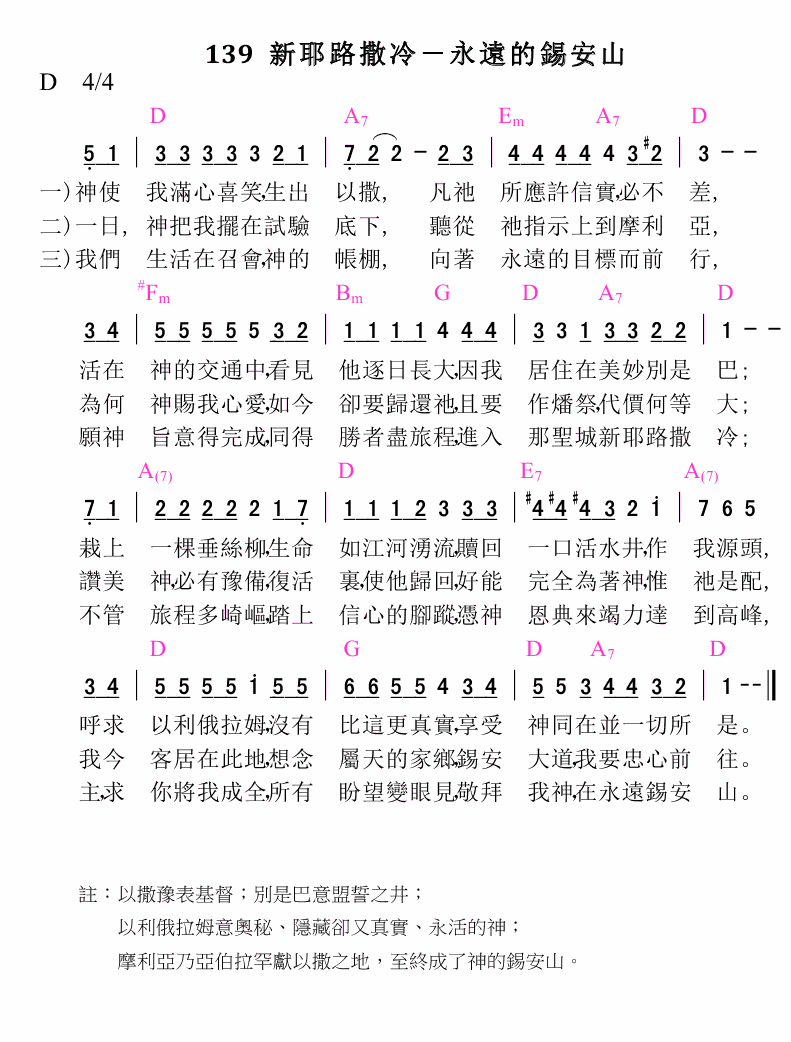 139 新耶路撒冷－永遠的錫安山
D 4/4
D A7 Em A7 D
5 1 | 3 3 3 3 3 2 1 | 7 2 2 - 2 3 | 4 4 4 4 4 3 #2 | 3 - -
一)神使 我滿心喜笑,生出 以撒, 凡祂 所應許信實,必不 差,
二)一日, 神把我擺在試驗 底下, 聽從 祂指示上到摩利 亞,
三)我們 生活在召會,神的 帳棚, 向著 永遠的目標而前 行,
#Fm Bm G D A7 D
3 4 | 5 5 5 5 5 3 2 | 1 1 1 1 4 4 4 | 3 3 1 3 3 2 2 | 1 - -
活在 神的交通中,看見 他逐日長大,因我 居住在美妙別是 巴;
為何 神賜我心愛,如今 卻要歸還祂,且要 作燔祭,代價何等 大;
願神 旨意得完成,同得 勝者盡旅程,進入 那聖城新耶路撒 冷;
A(7) D E7 A(7)
7 1 | 2 2 2 2 2 1 7 | 1 1 1 2 3 3 3 | #4 #4 #4 3 2 1 | 7 6 5
栽上 一棵垂絲柳,生命 如江河湧流,贖回 一口活水井,作 我源頭,
讚美 神,必有豫備,復活 裏,使他歸回,好能 完全為著神,惟 祂是配,
不管 旅程多崎嶇,踏上 信心的腳蹤,憑神 恩典來竭力達 到高峰,
D G D A7 D
3 4 | 5 5 5 5 1 5 5 | 6 6 5 5 4 3 4 | 5 5 3 4 4 3 2 | 1 --
呼求 以利俄拉姆,沒有 比這更真實,享受 神同在並一切所 是。
我今 客居在此地,想念 屬天的家鄉,錫安 大道,我要忠心前 往。
主,求 你將我成全,所有 盼望變眼見,敬拜 我神,在永遠錫安 山。
註：以撒豫表基督；別是巴意盟誓之井；
以利俄拉姆意奧秘、隱藏卻又真實、永活的神；
摩利亞乃亞伯拉罕獻以撒之地，至終成了神的錫安山。